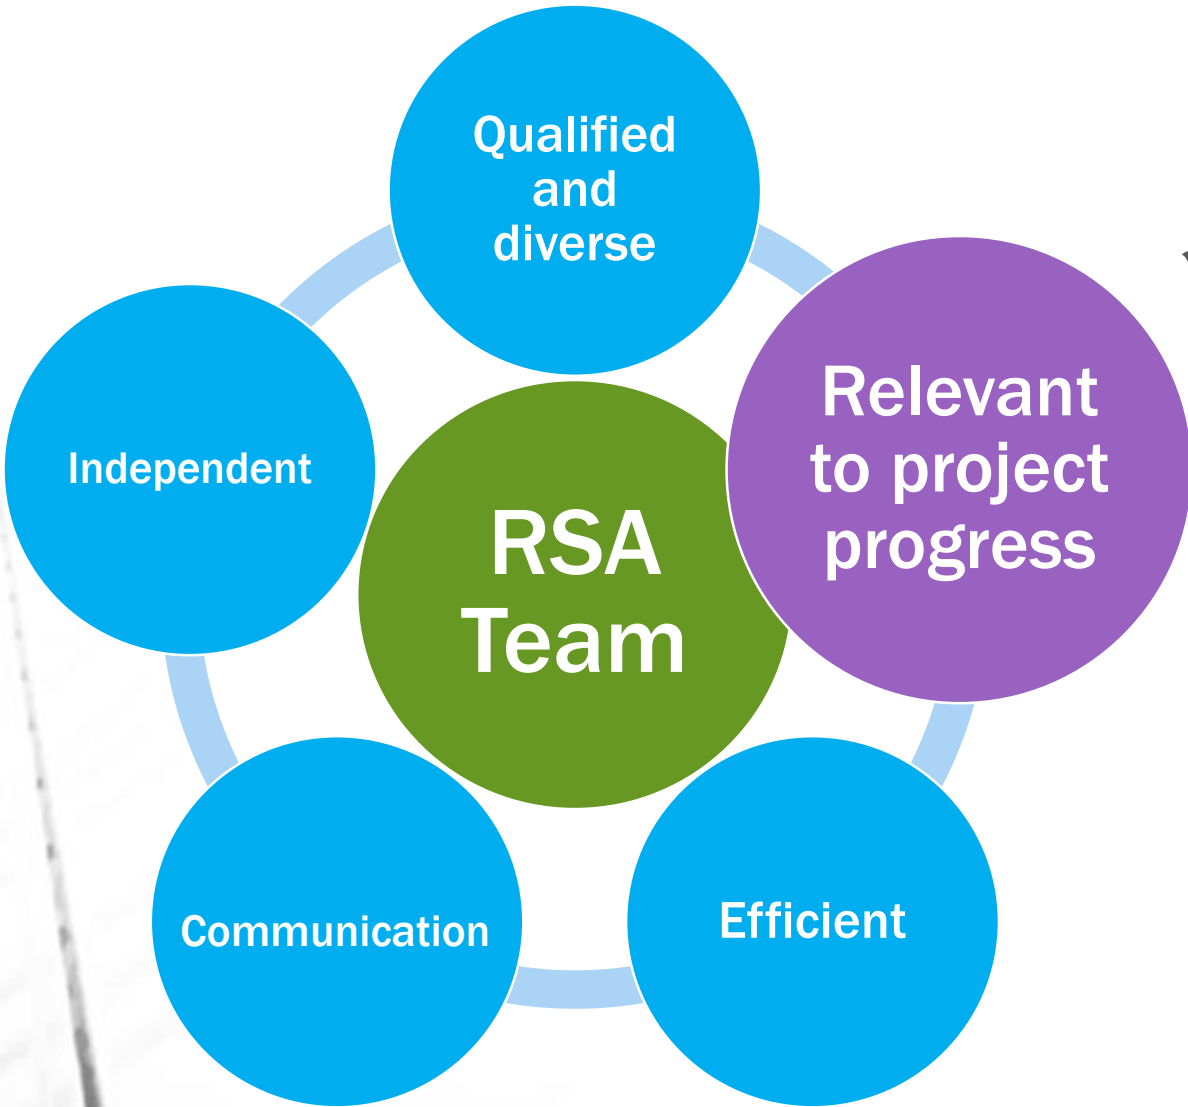 Qualified
and
diverse
Relevant
to project
progress
Independent
RSA
Team
Communication
Efficient